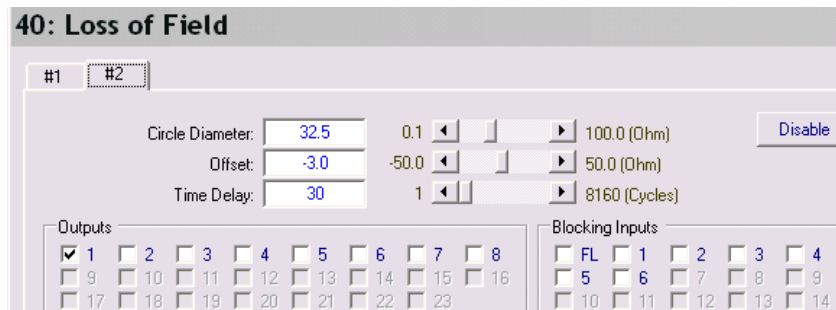 40: Loss of Field
#1 #2
Circle Diameter: 32.5 0.1 100.0 (Ohm) Disable
Offset: -3.0 -50.0 50.0 (Ohm)
Time Delay: 30 1 8160 (Cycles)
Outputs Blocking Inputs
1 2 3 4 5 6 7 8 FL 1 2 3 4
9 10 11 12 13 14 15 16 5 6 7 8 9
17 18 19 20 21 22 23 10 11 12 13 14